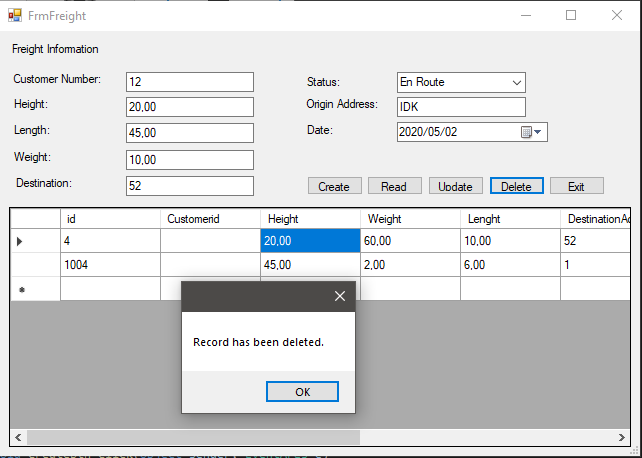 FrmFreight
Freight Information
Customer Number: 12
Height: 20,00
Length: 45,00
Weight: 10,00
Destination: 52
Status: En Route
Origin Address: IDK
Date: 2020/05/02
Create Read Update Delete Exit
id Customerid Height Weight Lenght DestinationAd
4 20,00 60,00 10,00 52
1004 45,00 2,00 6,00 1
Record has been deleted.
OK